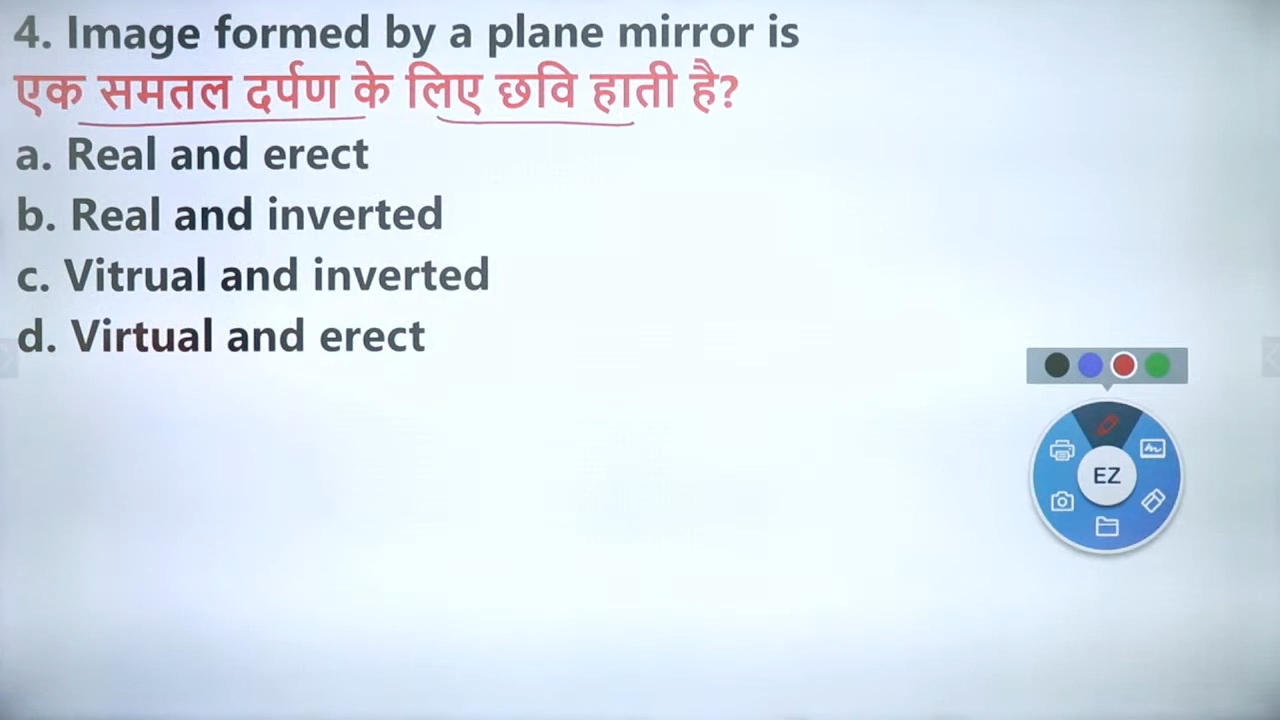 4. Image formed by a plane mirror is
एक समतल दर्पण के लिए छवि हाती है?
a. Real and erect
b. Real and inverted
c. Vitrual and inverted
d. Virtual and erect
EZ